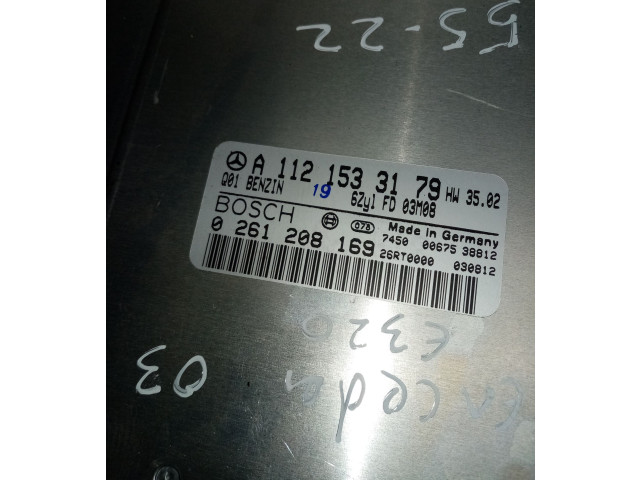 55-22
A 112 153 31 79 HW 35.02
Q01 BENZIN 19 6Zyl FD 03M08
BOSCH 078 Made in Germany
0 261 208 169 7450 00675 38812
26RT0000 030812
E320
03